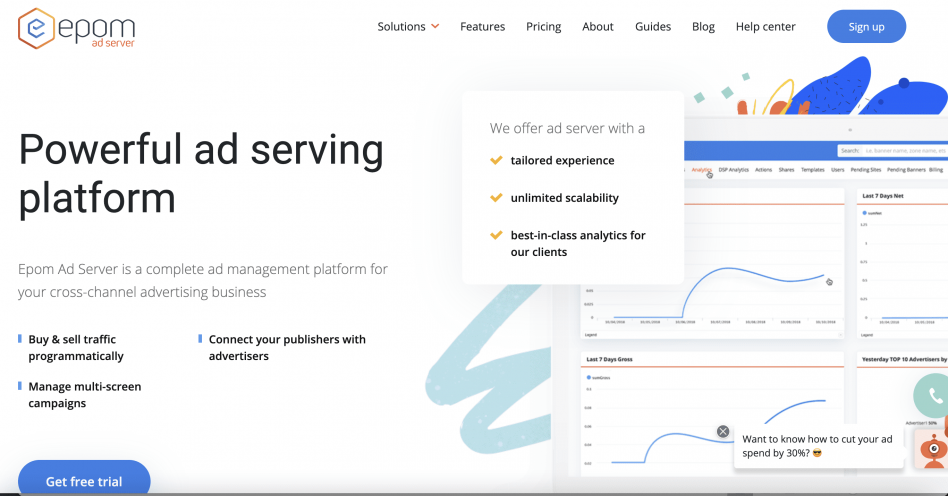 epom
ad server
Solutions
Features
Pricing
About
Guides
Blog
Help center
Sign up
Powerful ad serving
platform
Epom Ad Server is a complete ad management platform for
your cross-channel advertising business
Buy & sell traffic
programmatically
Connect your publishers with
advertisers
Manage multi-screen
campaigns
Get free trial
We offer ad server with a
tailored experience
unlimited scalability
best-in-class analytics for
our clients
Search:
Analytics
DSP Analytics
Actions
Shares
Templates
Users
Pending Sites
Pending Banners
Billing
Last 7 Days Net
Legend
Last 7 Days Gross
Yesterday TOP 10 Advertisers by
Legend
Want to know how to cut your ad
spend by 30%? 😎